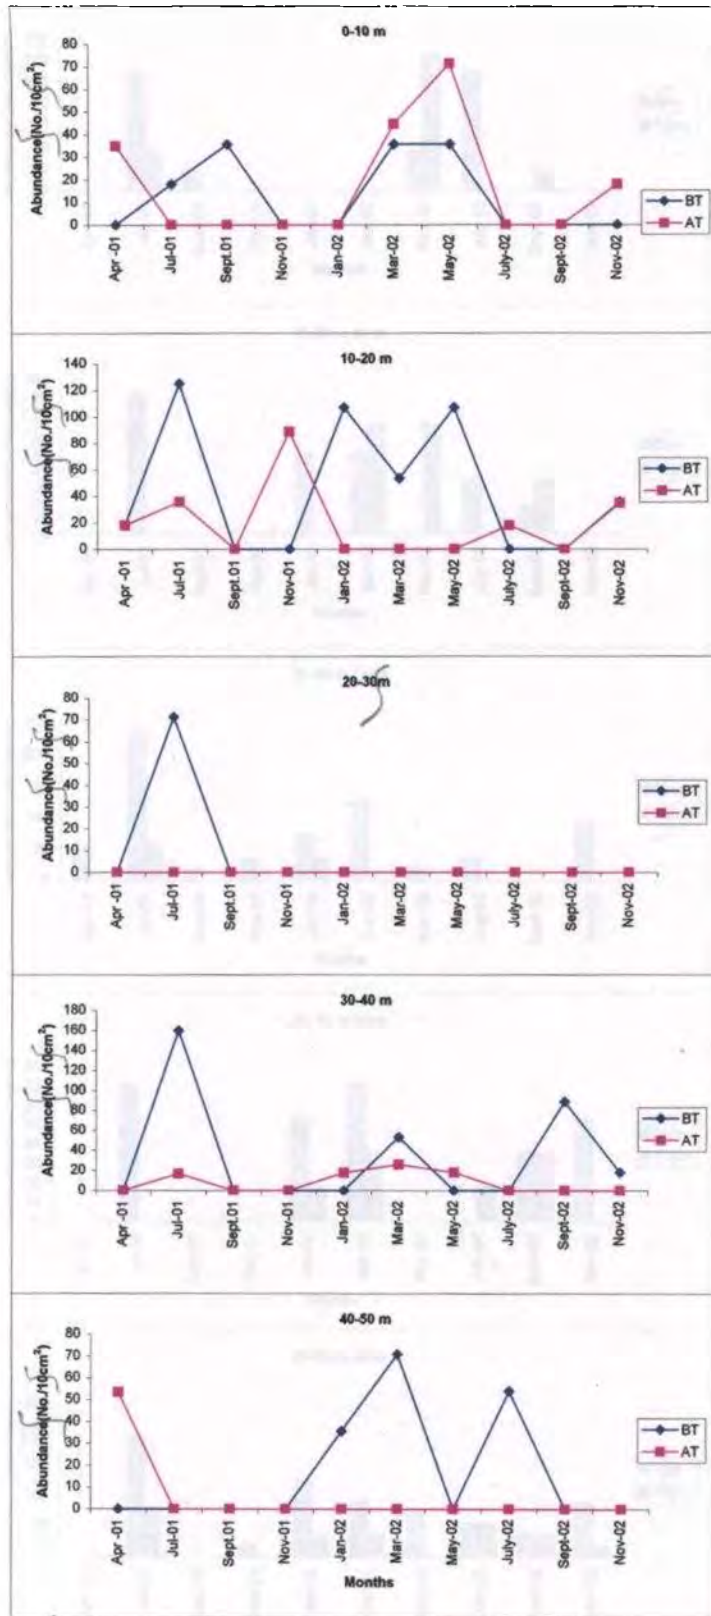 0-10 m
Abundance(No./10cm²)
80
70
60
50
40
30
20
10
0
Apr -01
Jul-01
Sept.01
Nov-01
Jan-02
Mar-02
May-02
July-02
Sept-02
Nov-02
BT
AT
10-20 m
Abundance(No./10cm²)
140
120
100
80
60
40
20
0
Apr -01
Jul-01
Sept.01
Nov-01
Jan-02
Mar-02
May-02
July-02
Sept-02
Nov-02
BT
AT
20-30m
Abundance(No./10cm²)
80
70
60
50
40
30
20
10
0
Apr -01
Jul-01
Sept.01
Nov-01
Jan-02
Mar-02
May-02
July-02
Sept-02
Nov-02
BT
AT
30-40 m
Abundance(No./10cm²)
180
160
140
120
100
80
60
40
20
0
Apr -01
Jul-01
Sept.01
Nov-01
Jan-02
Mar-02
May-02
July-02
Sept-02
Nov-02
BT
AT
40-50 m
Abundance(No./10cm²)
80
70
60
50
40
30
20
10
0
Apr -01
Jul-01
Sept.01
Nov-01
Jan-02
Mar-02
May-02
July-02
Sept-02
Nov-02
BT
AT
Months